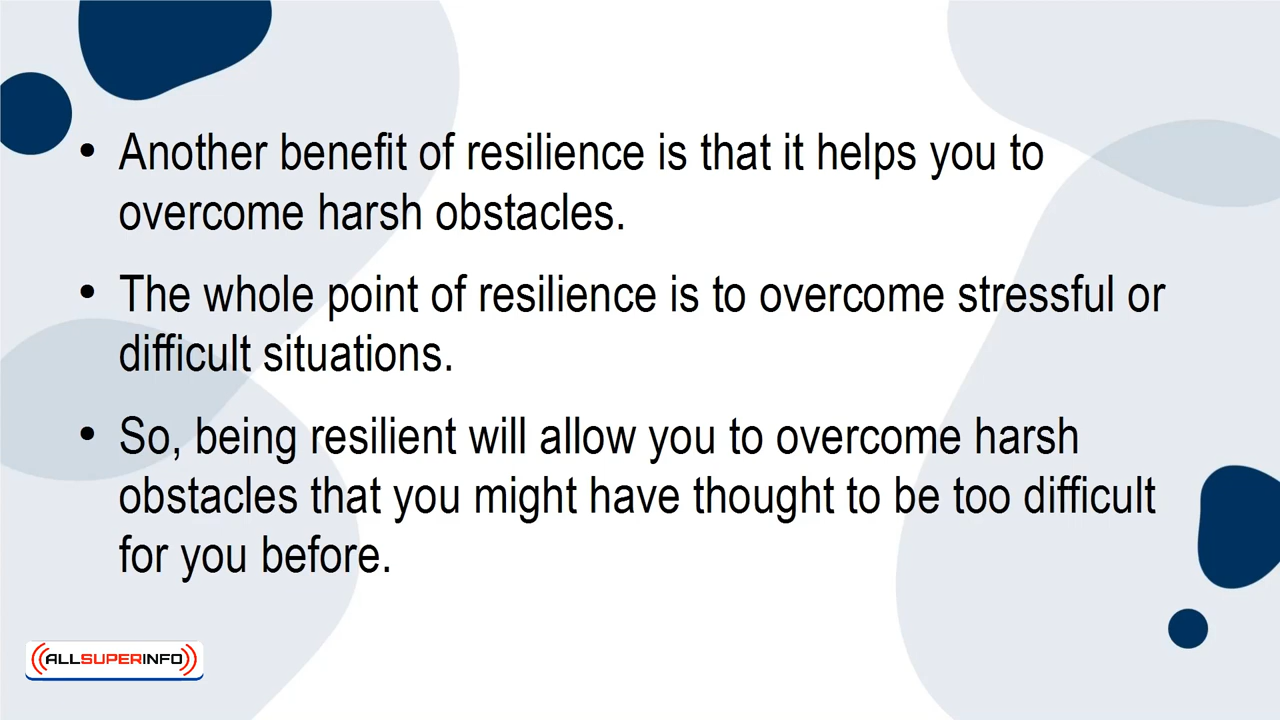 • Another benefit of resilience is that it helps you to
overcome harsh obstacles.
• The whole point of resilience is to overcome stressful or
difficult situations.
• So, being resilient will allow you to overcome harsh
obstacles that you might have thought to be too difficult
for you before.
ALLSUPERINFO